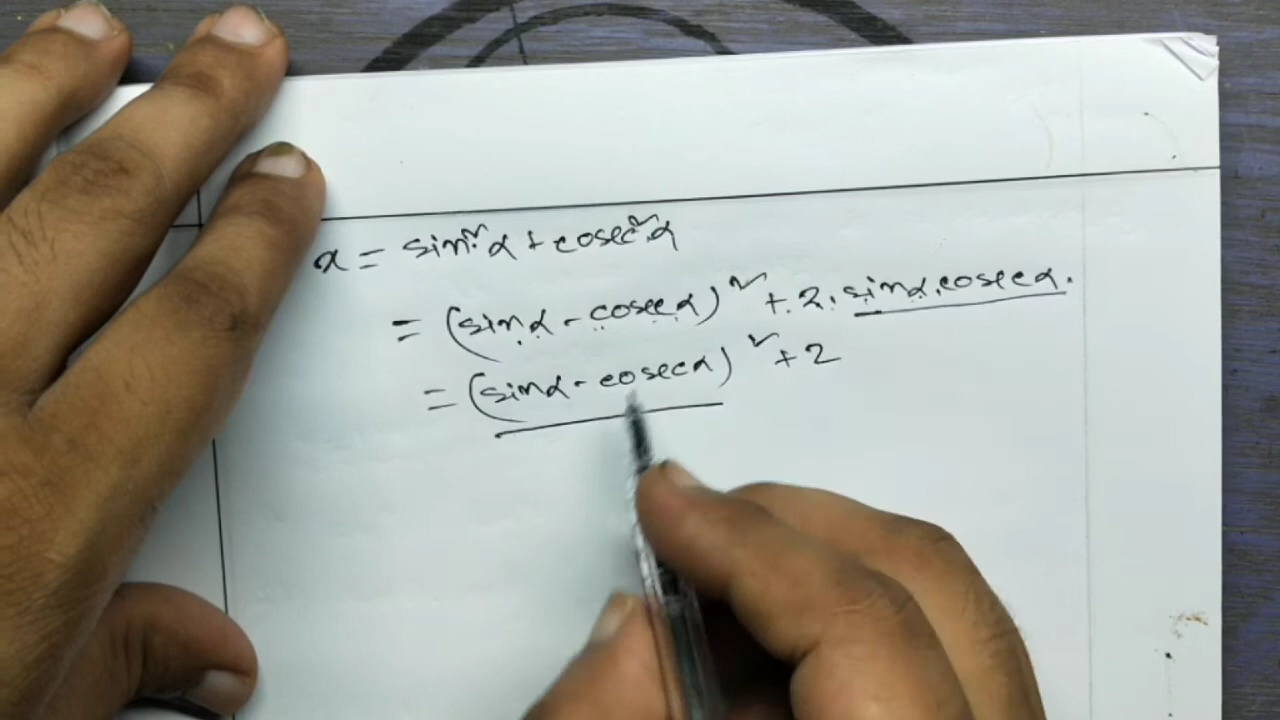 x = sin²α + cosec²α
= (sinα - cosecα)² + 2. sinα.cosecα.
= (sinα - cosecα)² + 2